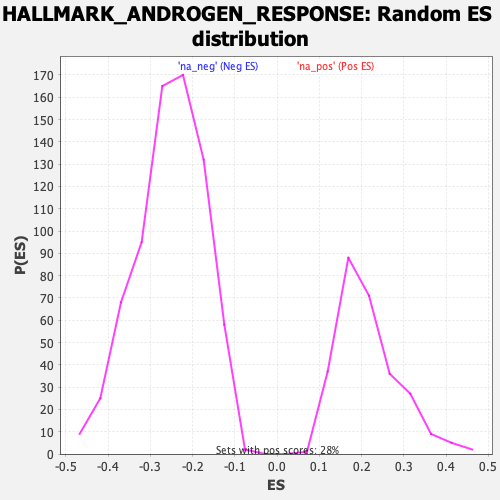 HALLMARK_ANDROGEN_RESPONSE: Random ES
distribution
'na_neg' (Neg ES) 'na_pos' (Pos ES)
170
160
150
140
130
120
110
100
90
80
70
60
50
40
30
20
10
0
P(ES)
Sets with pos scores: 28%
-0.5 -0.4 -0.3 -0.2 -0.1 0.0 0.1 0.2 0.3 0.4 0.5
ES